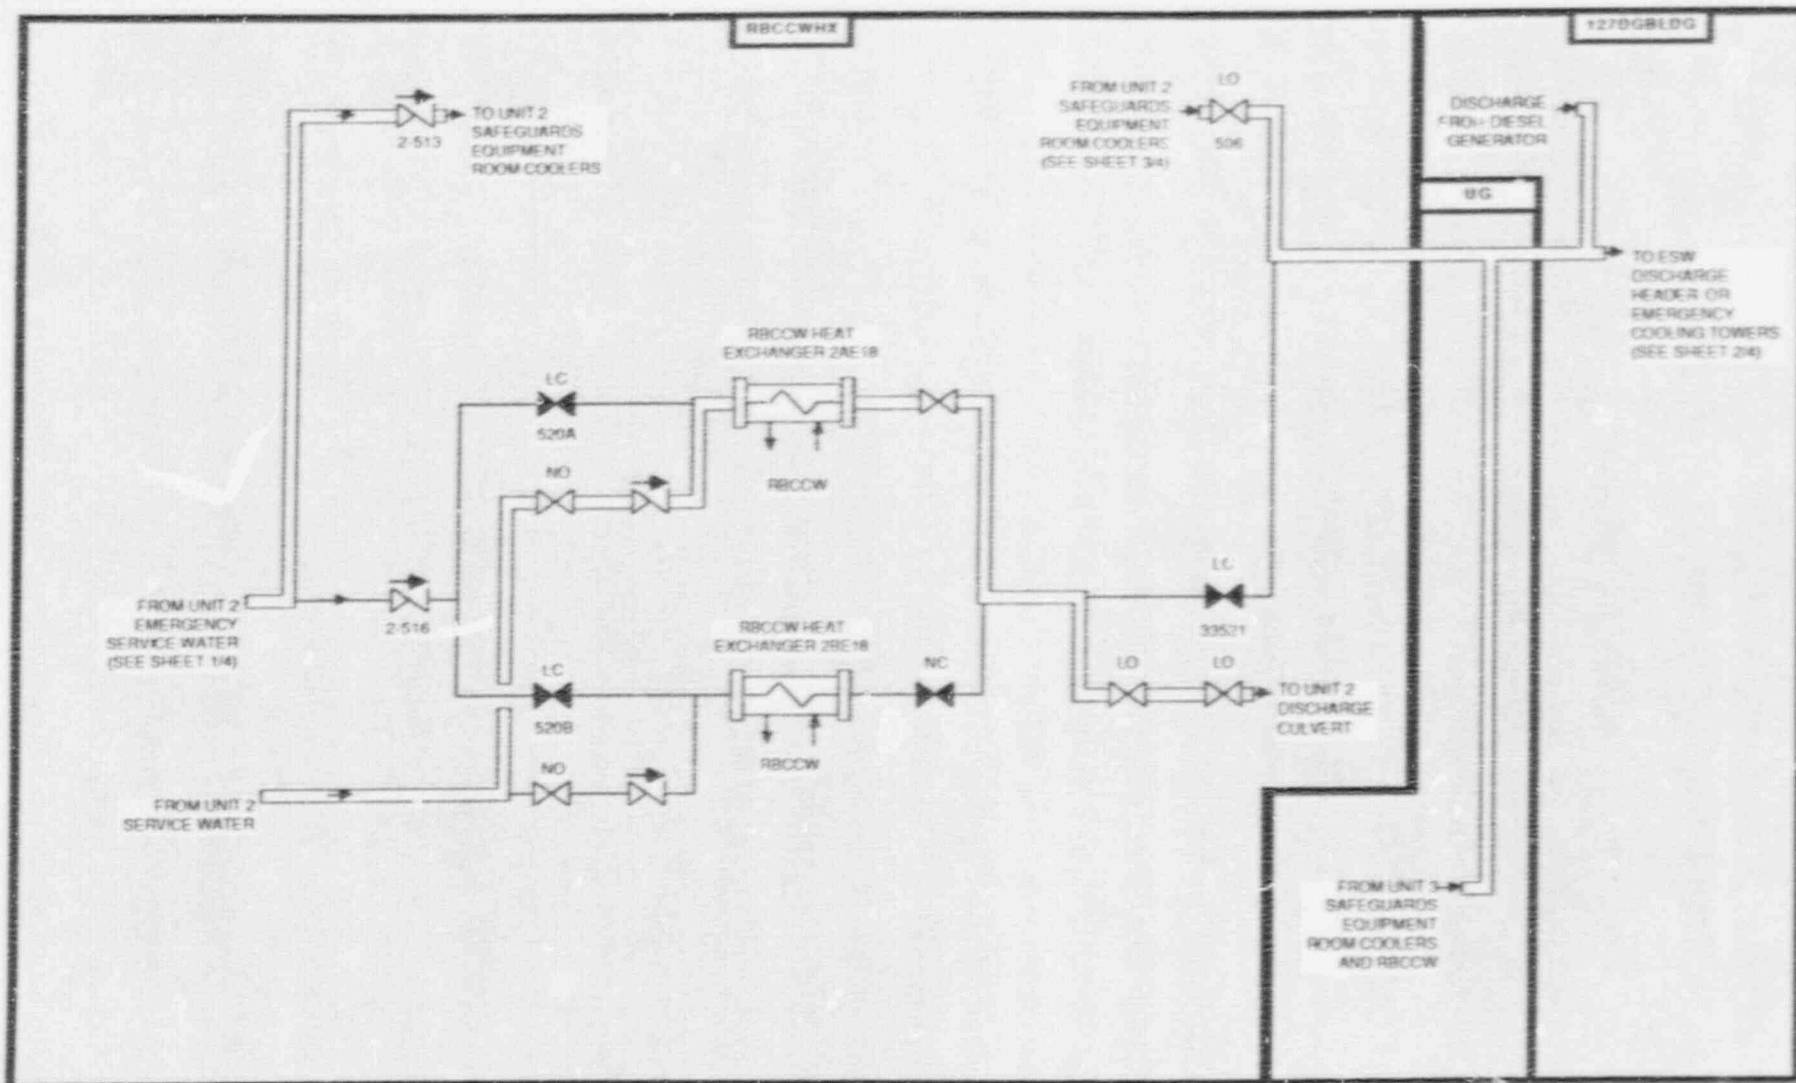 RBCCWHX
127DGBLDG
TO UNIT 2
SAFEGUARDS
EQUIPMENT
ROOM COOLERS
2-513
FROM UNIT 2
SAFEGUARDS
EQUIPMENT
ROOM COOLERS
(SEE SHEET 3/4)
LO
506
DISCHARGE
FROM DIESEL
GENERATOR
UG
TO ESW
DISCHARGE
HEADER OR
EMERGENCY
COOLING TOWERS
(SEE SHEET 2/4)
RBCCW HEAT
EXCHANGER 2AE18
LC
520A
NO
RBCCW
FROM UNIT 2
EMERGENCY
SERVICE WATER
(SEE SHEET 1/4)
2-516
LC
33521
RBCCW HEAT
EXCHANGER 2BE18
LC
520B
NC
LO
LO
TO UNIT 2
DISCHARGE
CULVERT
RBCCW
NO
FROM UNIT 2
SERVICE WATER
FROM UNIT 3
SAFEGUARDS
EQUIPMENT
ROOM COOLERS
AND RBCCW